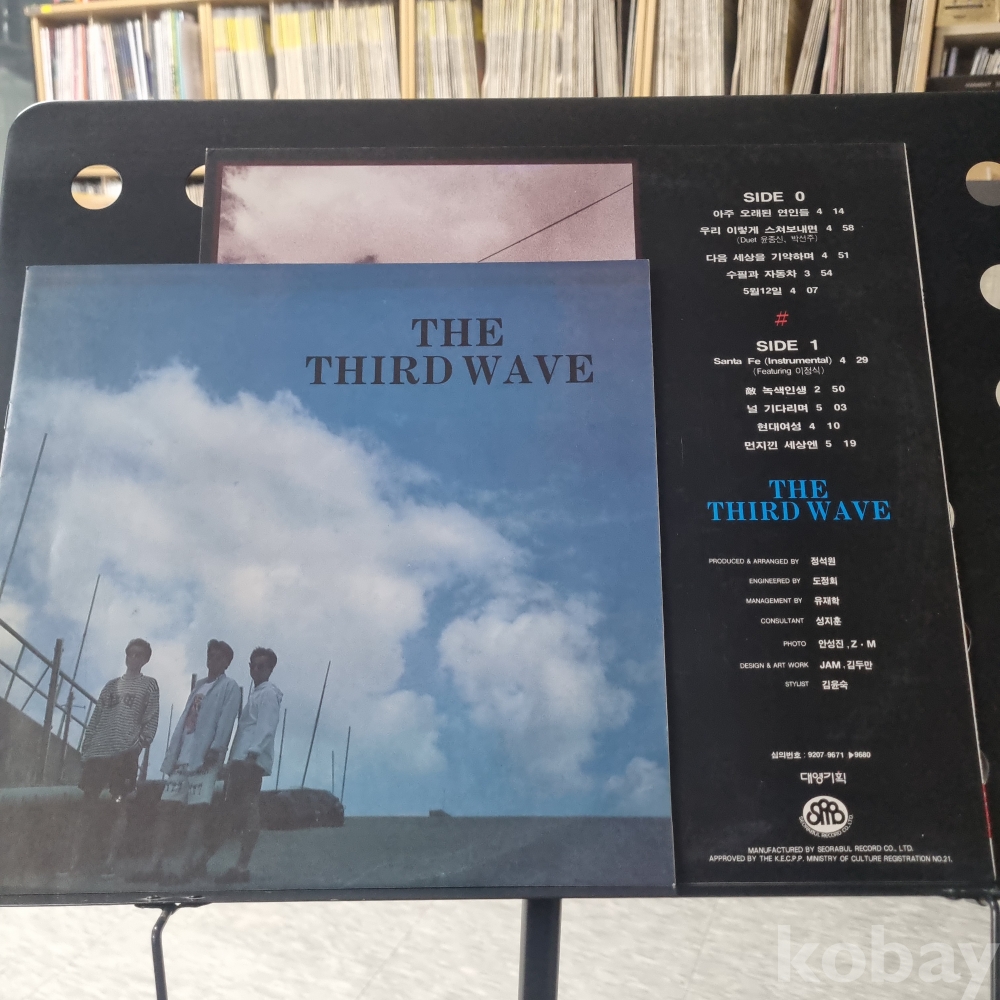 THE
THIRD WAVE
SIDE 0
아주 오래된 연인들 4 14
우리 이렇게 스쳐보내면 4 58
(Duet 윤종신, 박선주)
다음 세상을 기약하며 4 51
수필과 자동차 3 54
5월12일 4 07
#
SIDE 1
Santa Fe (Instrumental) 4 29
(Featuring 이정식)
敵 녹색인생 2 50
널 기다리며 5 03
현대여성 4 10
먼지낀 세상엔 5 19
THE
THIRD WAVE
PRODUCED & ARRANGED BY 정석원
ENGINEERED BY 도정회
MANAGEMENT BY 유재학
CONSULTANT 성지훈
PHOTO 안성진, Z·M
DESIGN & ART WORK JAM, 김두만
STYLIST 김윤숙
심의번호 : 9207·9671 ▶9680
대영기획
SRB
SEORABUL RECORD CO., LTD.
MANUFACTURED BY SEORABUL RECORD CO., LTD.
APPROVED BY THE K.E.C.P.P. MINISTRY OF CULTURE REGISTRATION NO.21.
kobay